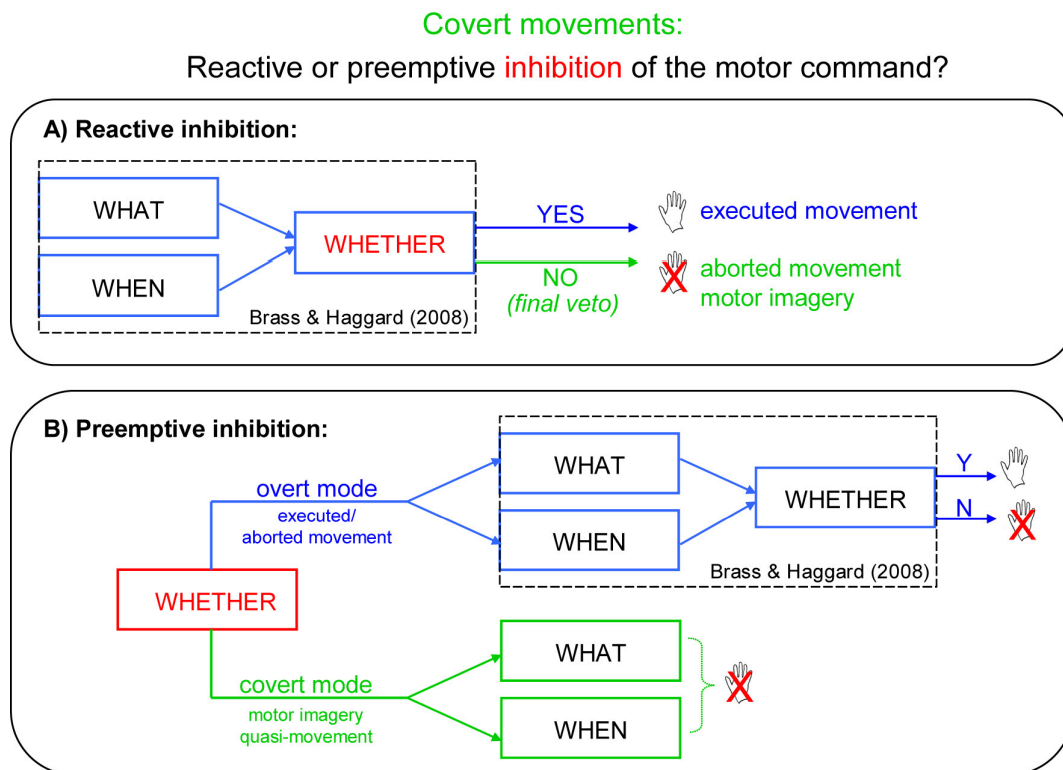 Covert movements:
Reactive or preemptive inhibition of the motor command?
A) Reactive inhibition:
WHAT
WHEN
WHETHER
Brass & Haggard (2008)
YES
NO
(final veto)
executed movement
aborted movement
motor imagery
B) Preemptive inhibition:
WHETHER
overt mode
executed/
aborted movement
WHAT
WHEN
WHETHER
Brass & Haggard (2008)
Y
N
covert mode
motor imagery
quasi-movement
WHAT
WHEN